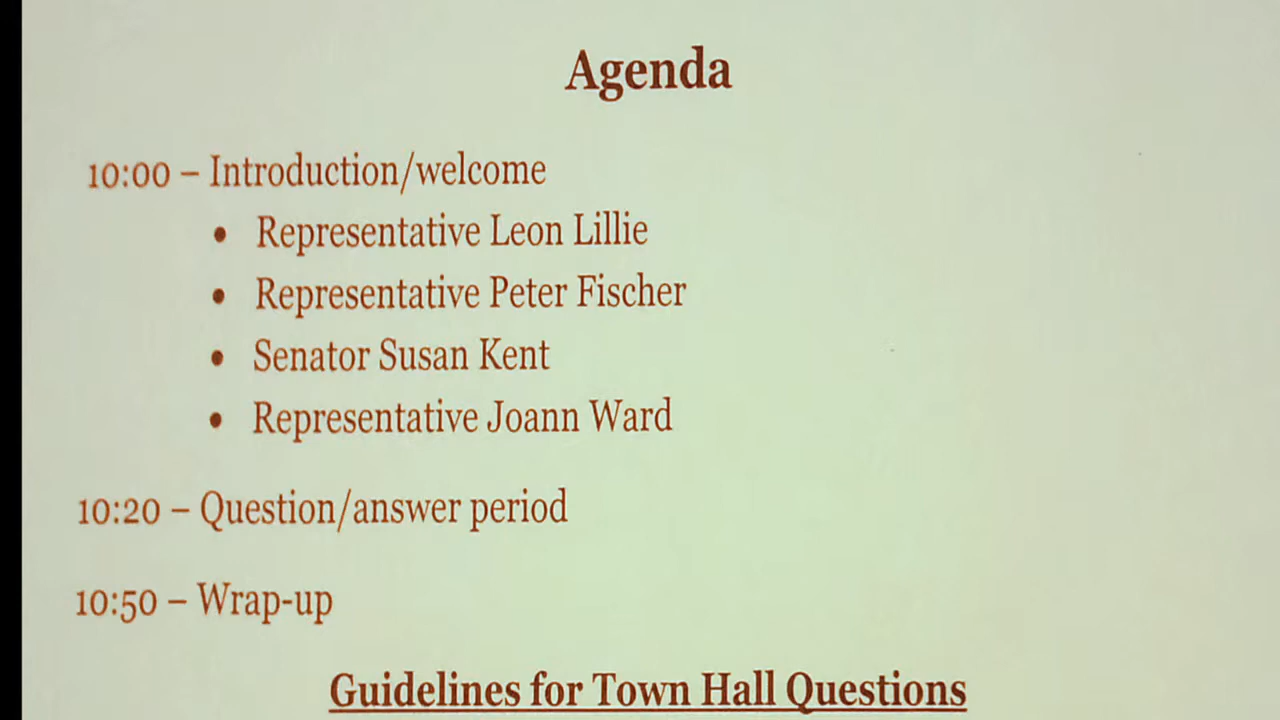 Agenda
10:00 – Introduction/welcome
• Representative Leon Lillie
• Representative Peter Fischer
• Senator Susan Kent
• Representative Joann Ward
10:20 – Question/answer period
10:50 – Wrap-up
Guidelines for Town Hall Questions